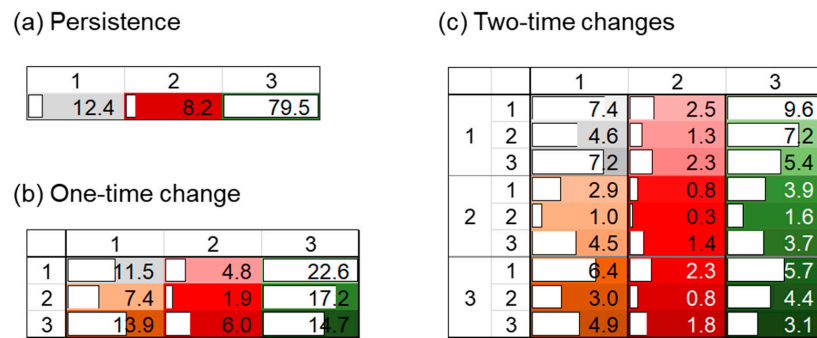 (a) Persistence
1 2 3
12.4 8.2 79.5
(b) One-time change
1 2 3
1 11.5 4.8 22.6
2 7.4 1.9 17.2
3 13.9 6.0 14.7
(c) Two-time changes
1 2 3
1 1 7.4 2.5 9.6
2 4.6 1.3 7.2
3 7.2 2.3 5.4
2 1 2.9 0.8 3.9
2 1.0 0.3 1.6
3 4.5 1.4 3.7
3 1 6.4 2.3 5.7
2 3.0 0.8 4.4
3 4.9 1.8 3.1